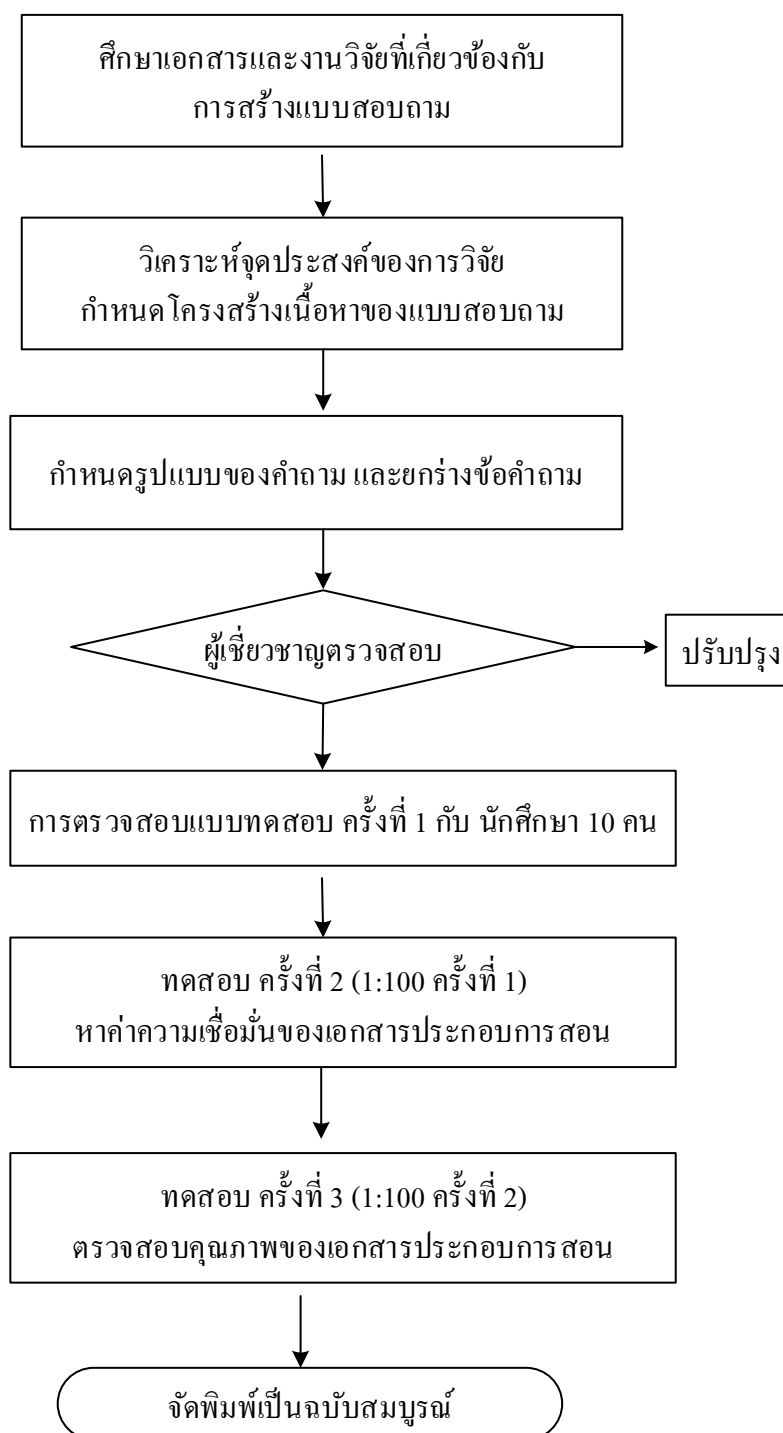 ศึกษาเอกสารและงานวิจัยที่เกี่ยวข้องกับ
การสร้างแบบสอบถาม
วิเคราะห์จุดประสงค์ของการวิจัย
กำหนดโครงสร้างเนื้อหาของแบบสอบถาม
กำหนดรูปแบบของคำถาม และยกร่างข้อคำถาม
ผู้เชี่ยวชาญตรวจสอบ
ปรับปรุง
การตรวจสอบแบบทดสอบ ครั้งที่ 1 กับ นักศึกษา 10 คน
ทดสอบ ครั้งที่ 2 (1:100 ครั้งที่ 1)
หาค่าความเชื่อมั่นของเอกสารประกอบการสอน
ทดสอบ ครั้งที่ 3 (1:100 ครั้งที่ 2)
ตรวจสอบคุณภาพของเอกสารประกอบการสอน
จัดพิมพ์เป็นฉบับสมบูรณ์